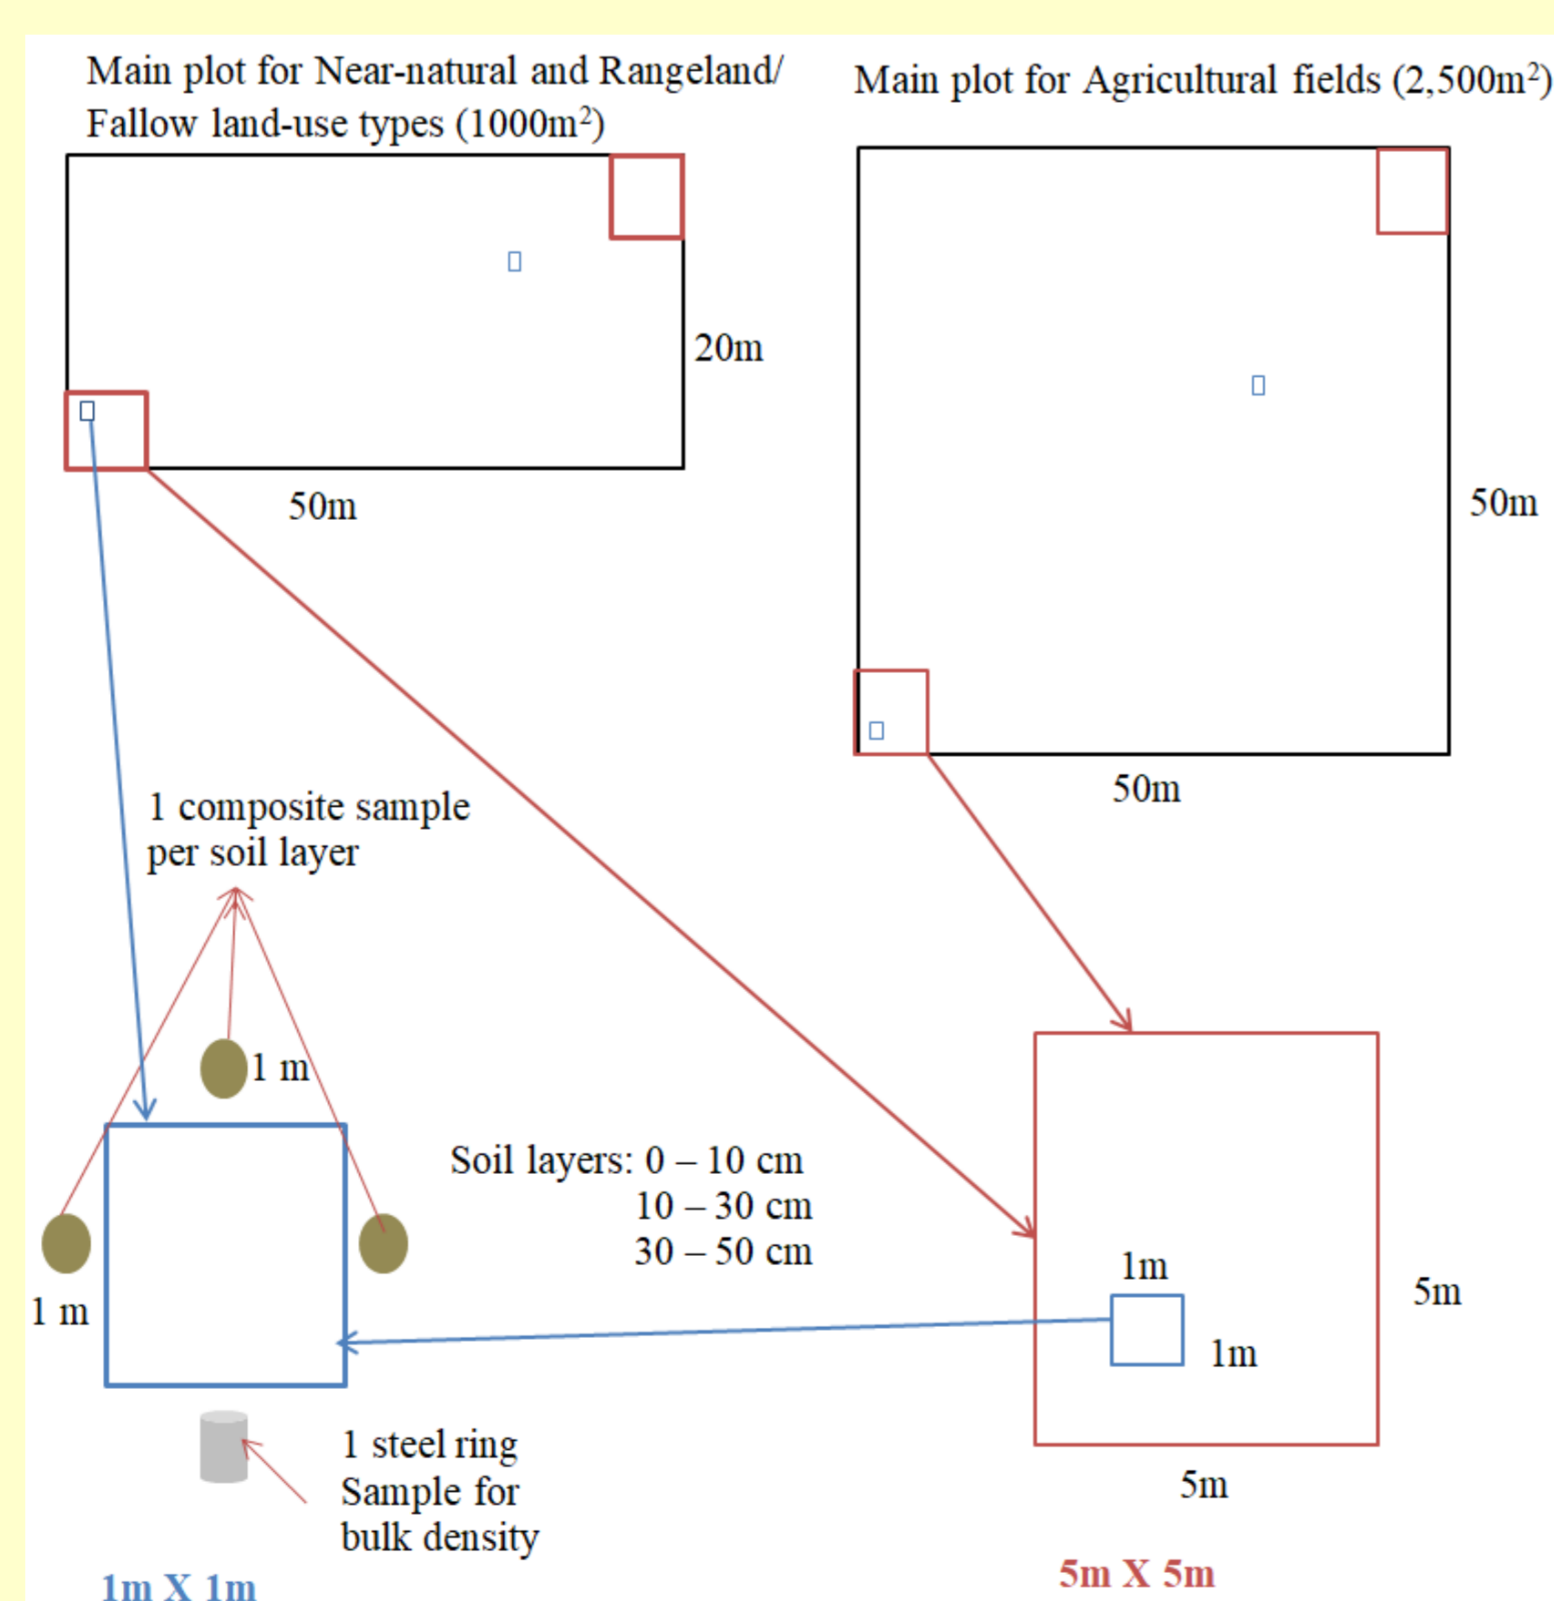 Main plot for Near-natural and Rangeland/
Fallow land-use types (1000m²)
Main plot for Agricultural fields (2,500m²)
20m
50m
50m
50m
1 composite sample
per soil layer
1 m
Soil layers: 0 – 10 cm
10 – 30 cm
30 – 50 cm
1 m
1m
1m
5m
5m
1 steel ring
Sample for
bulk density
1m X 1m
5m X 5m